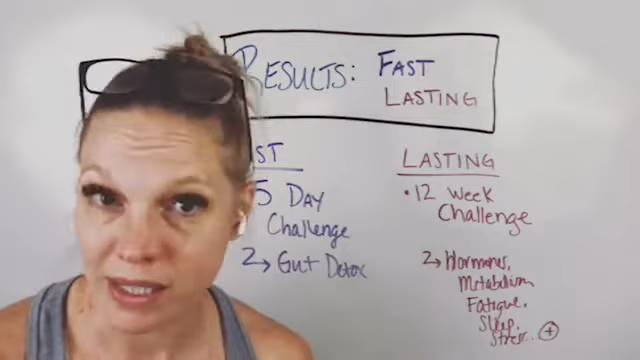 RESULTS: FAST
LASTING
ST
5 DAY
Challenge
2→ Gut Detox
LASTING
• 12 week
Challenge
2→ Hormones,
Metabolism
Fatigue,
Sleep,
Stress.. +